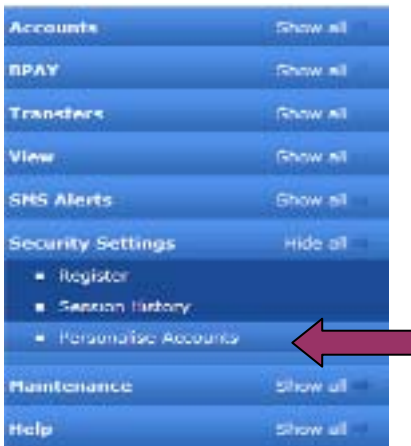 Accounts Show all
BPAY Show all
Transfers Show all
View Show all
SMS Alerts Show all
Security Settings Hide all
Register
Session History
Personalise Accounts
Maintenance Show all
Help Show all